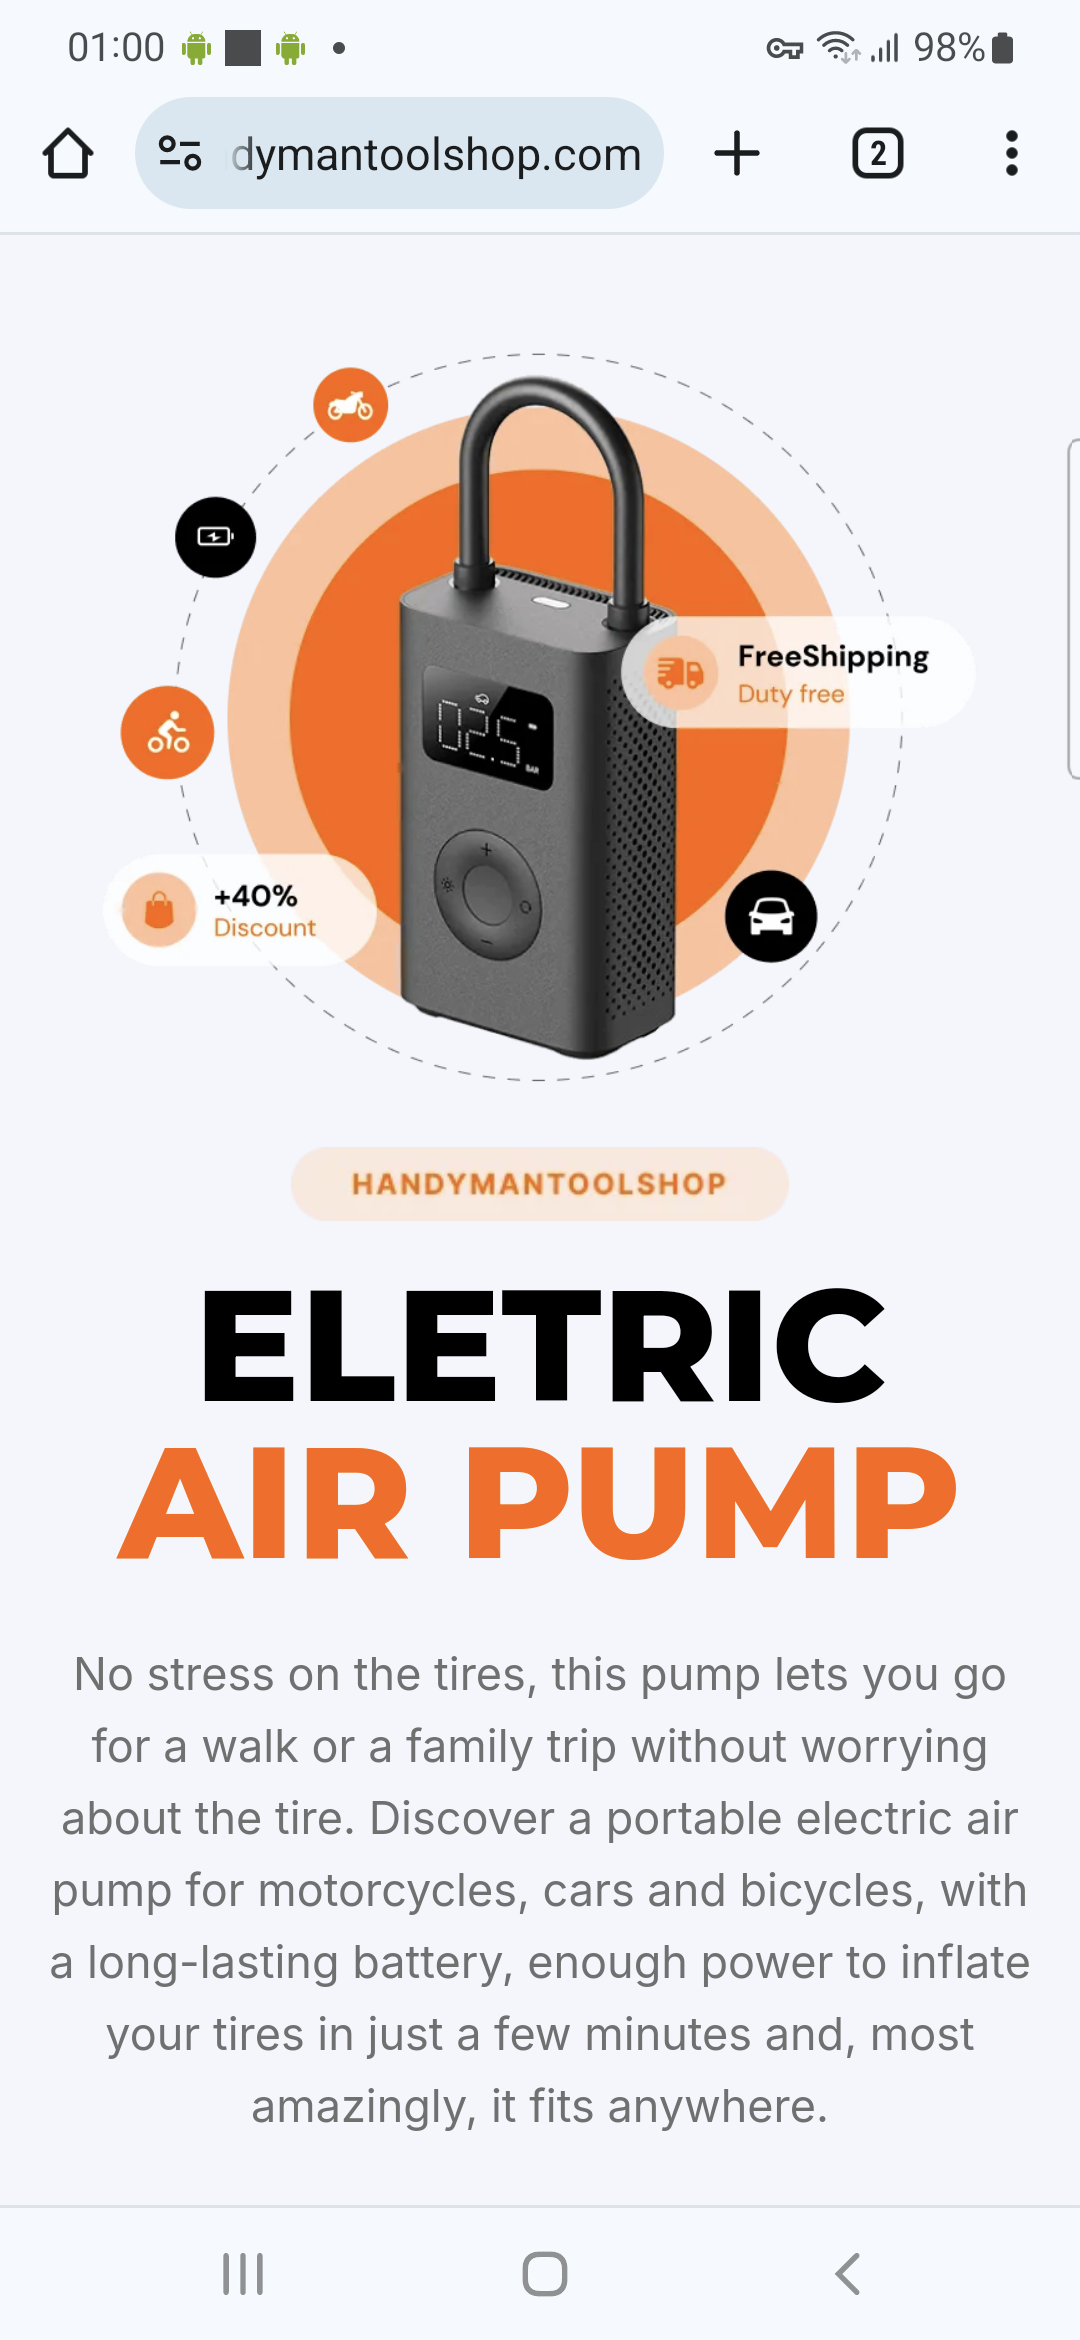 01:00
98%
dymantoolshop.com
2
02.5
BAR
FreeShipping
Duty free
+40%
Discount
HANDYMANTOOLSHOP
ELETRIC
AIR PUMP
No stress on the tires, this pump lets you go
for a walk or a family trip without worrying
about the tire. Discover a portable electric air
pump for motorcycles, cars and bicycles, with
a long-lasting battery, enough power to inflate
your tires in just a few minutes and, most
amazingly, it fits anywhere.